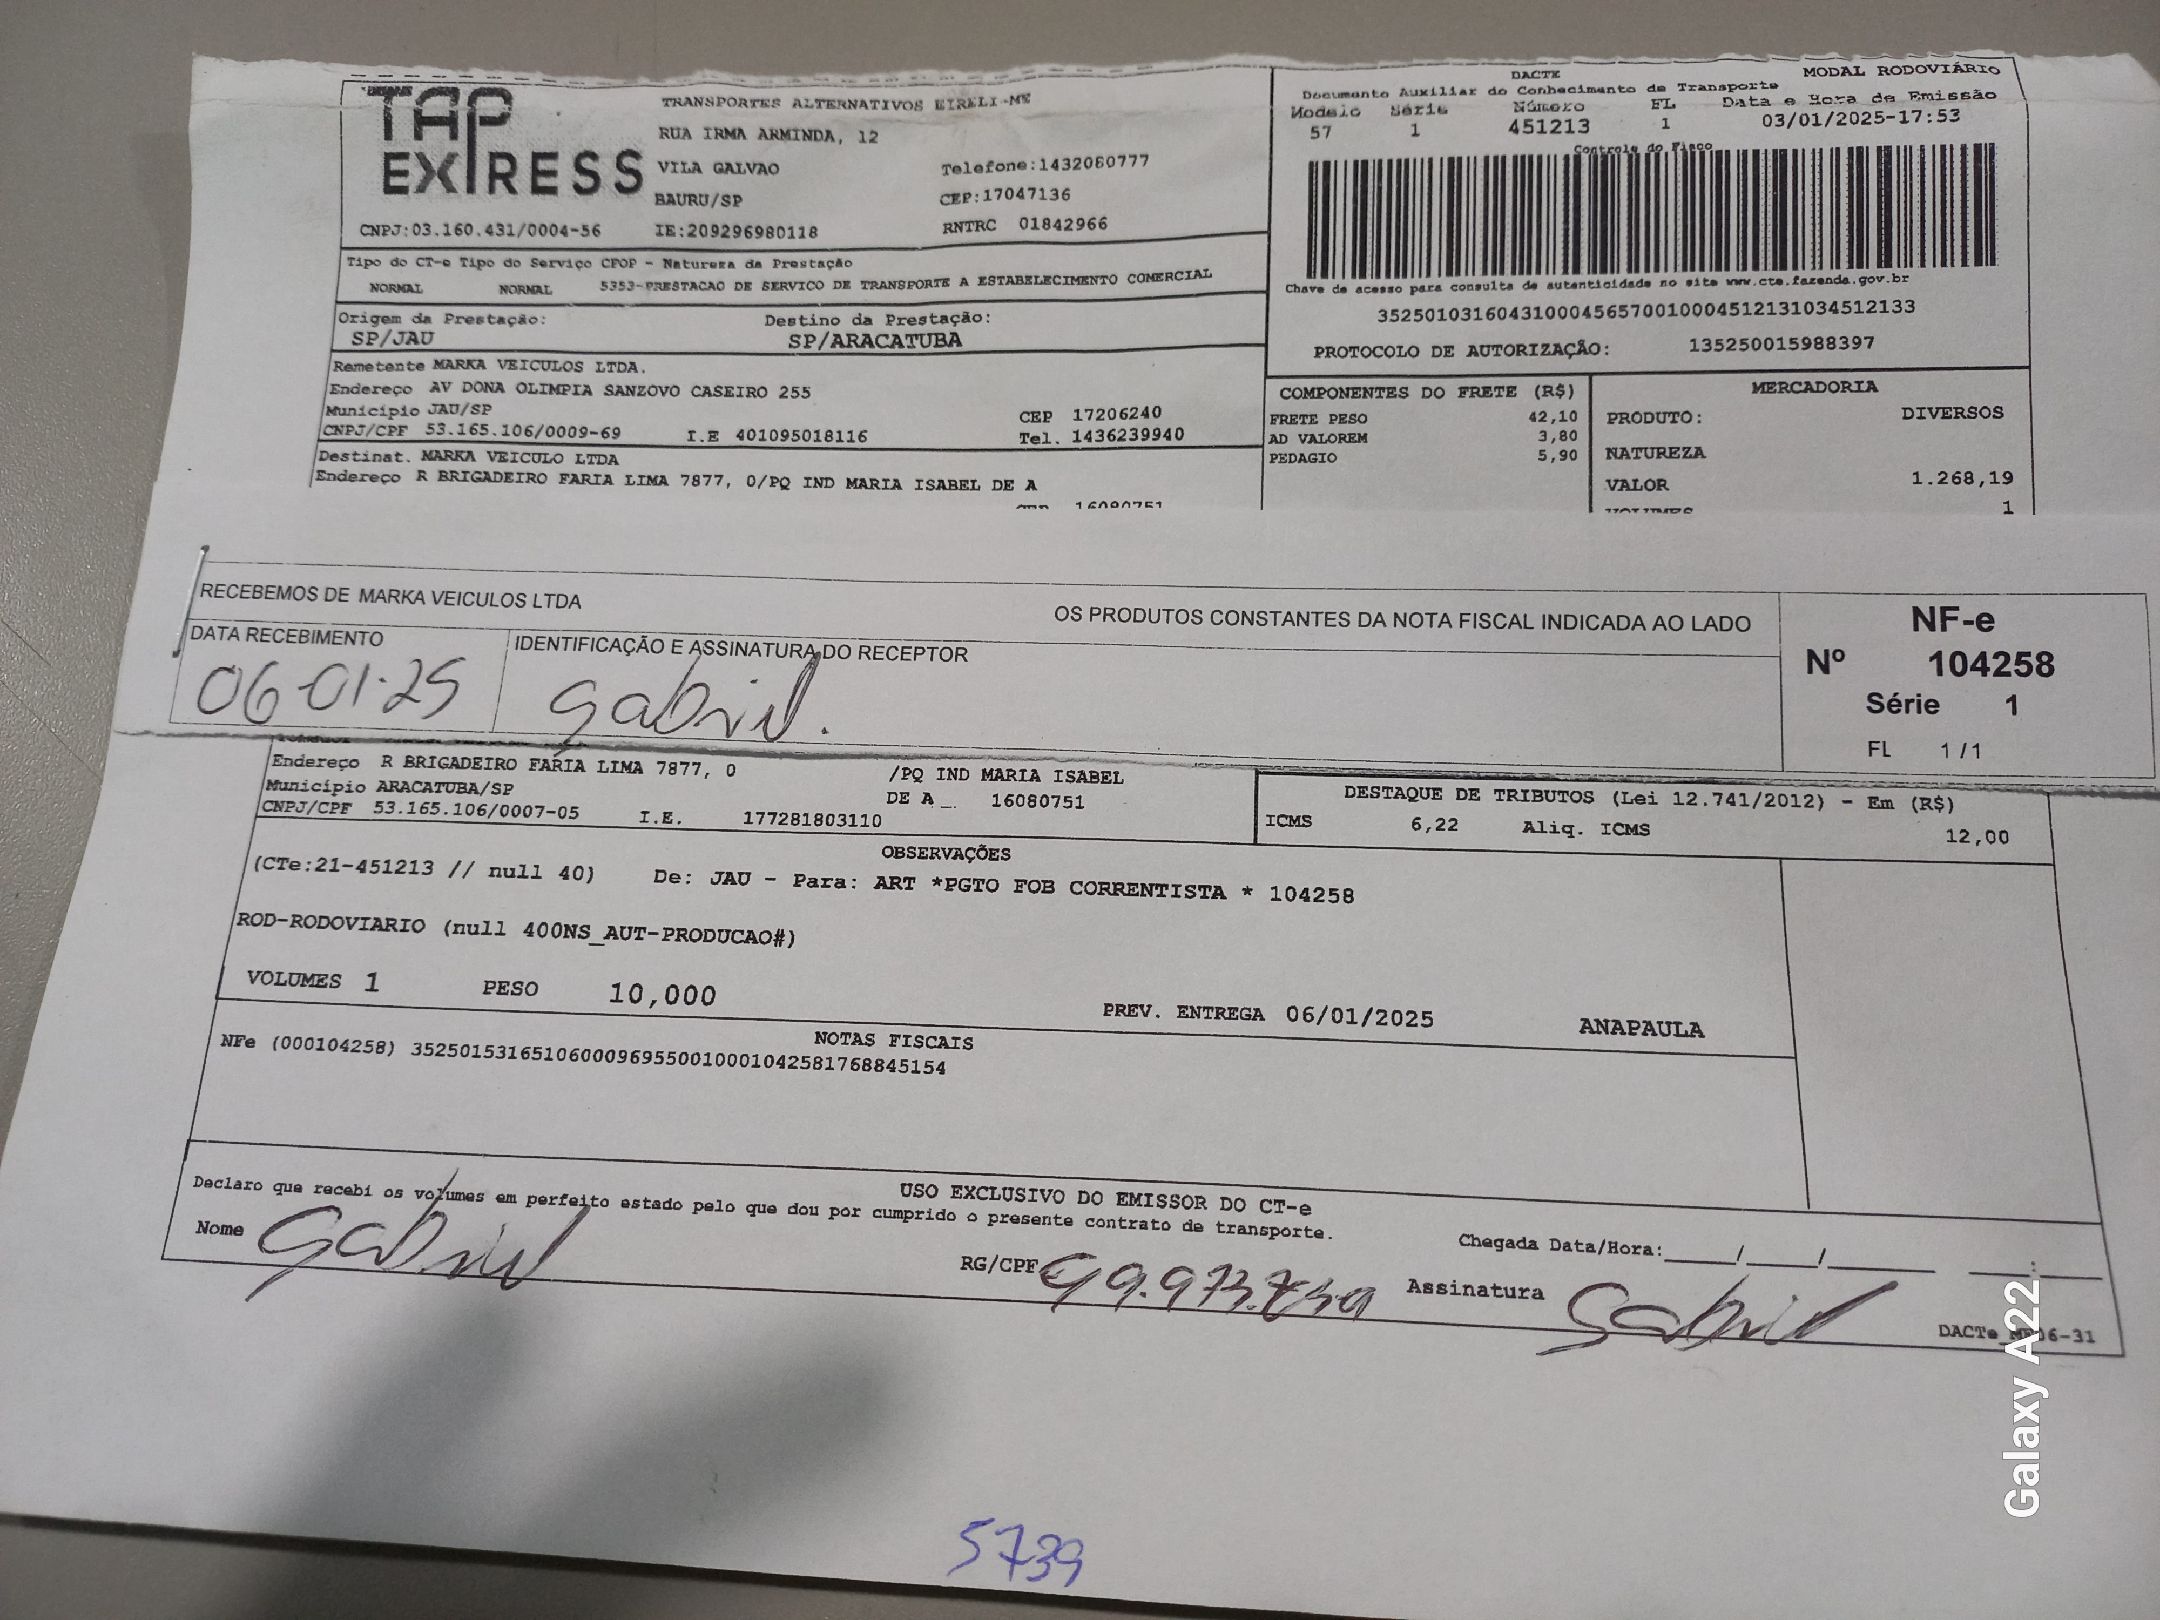 TAP EXPRESS
TRANSPORTES ALTERNATIVOS EIRELI-ME
RUA IRMA ARMINDA, 12
VILA GALVAO Telefone:1432080777
BAURU/SP CEP:17047136
CNPJ:03.160.431/0004-56 IE:209296980118 RNTRC 01842966
DACTE MODAL RODOVIÁRIO
Documento Auxiliar do Conhecimento de Transporte
Modelo Série Número FL Data e Hora de Emissão
57 1 451213 1 03/01/2025-17:53
Controle do Fisco
Chave de acesso para consulta de autenticidade no site www.cte.fazenda.gov.br
35250103160431000456570010004512131034512133
PROTOCOLO DE AUTORIZAÇÃO: 135250015988397
Tipo do CT-e Tipo do Serviço CFOP - Natureza da Prestação
NORMAL NORMAL 5353-PRESTACAO DE SERVICO DE TRANSPORTE A ESTABELECIMENTO COMERCIAL
Origem da Prestação: Destino da Prestação:
SP/JAU SP/ARACATUBA
Remetente MARKA VEICULOS LTDA.
Endereço AV DONA OLIMPIA SANZOVO CASEIRO 255
Município JAU/SP CEP 17206240
CNPJ/CPF 53.165.106/0009-69 I.E 401095018116 Tel. 1436239940
Destinat. MARKA VEICULO LTDA
Endereço R BRIGADEIRO FARIA LIMA 7877, 0/PQ IND MARIA ISABEL DE A
CEP 16080751
COMPONENTES DO FRETE (R$)
FRETE PESO 42,10
AD VALOREM 3,80
PEDAGIO 5,90
MERCADORIA
PRODUTO: DIVERSOS
NATUREZA
VALOR 1.268,19
VOLUMES 1
RECEBEMOS DE MARKA VEICULOS LTDA OS PRODUTOS CONSTANTES DA NOTA FISCAL INDICADA AO LADO
DATA RECEBIMENTO IDENTIFICAÇÃO E ASSINATURA DO RECEPTOR
06-01-25 Gabriel.
NF-e
Nº 104258
Série 1
FL 1 /1
Endereço R BRIGADEIRO FARIA LIMA 7877, 0 /PQ IND MARIA ISABEL
Município ARACATUBA/SP DE A_. 16080751
CNPJ/CPF 53.165.106/0007-05 I.E. 177281803110
DESTAQUE DE TRIBUTOS (Lei 12.741/2012) - Em (R$)
ICMS 6,22 Aliq. ICMS 12,00
OBSERVAÇÕES
(CTe:21-451213 // null 40) De: JAU - Para: ART *PGTO FOB CORRENTISTA * 104258
ROD-RODOVIARIO (null 400NS_AUT-PRODUCAO#)
VOLUMES 1 PESO 10,000 PREV. ENTREGA 06/01/2025 ANAPAULA
NOTAS FISCAIS
NFe (000104258) 35250153165106000969550010001042581768845154
USO EXCLUSIVO DO EMISSOR DO CT-e
Declaro que recebi os volumes em perfeito estado pelo que dou por cumprido o presente contrato de transporte.
Nome Gabriel RG/CPF Assinatura Gabriel
Chegada Data/Hora:____/____/______ ____:____
5739
Galaxy A22